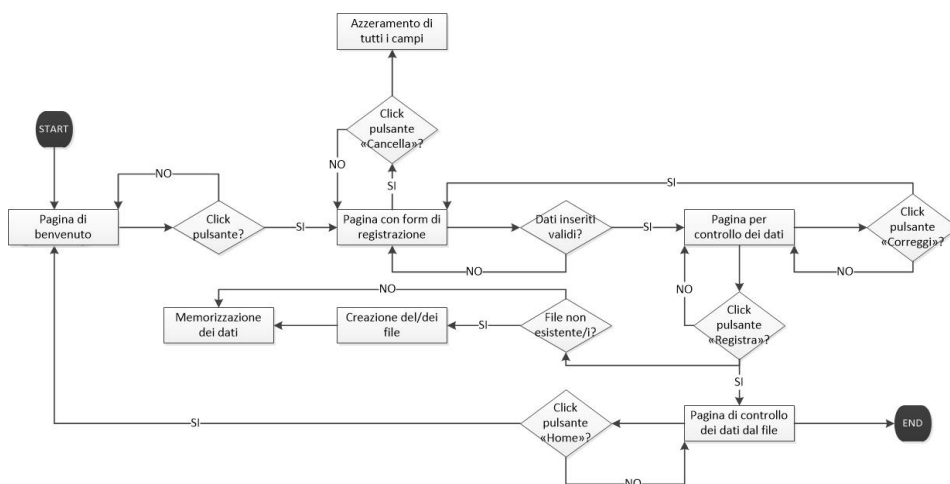 Azzeramento di
tutti i campi
START
Click
pulsante
«Cancella»?
NO
NO
SI
SI
Pagina di
benvenuto
Click
pulsante?
SI
Pagina con form di
registrazione
Dati inseriti
validi?
SI
Pagina per
controllo dei dati
Click
pulsante
«Correggi»?
NO
NO
NO
NO
Memorizzazione
dei dati
Creazione del/dei
file
SI
File non
esistente/i?
Click
pulsante
«Registra»?
SI
SI
Click
pulsante
«Home»?
Pagina di controllo
dei dati dal file
END
NO